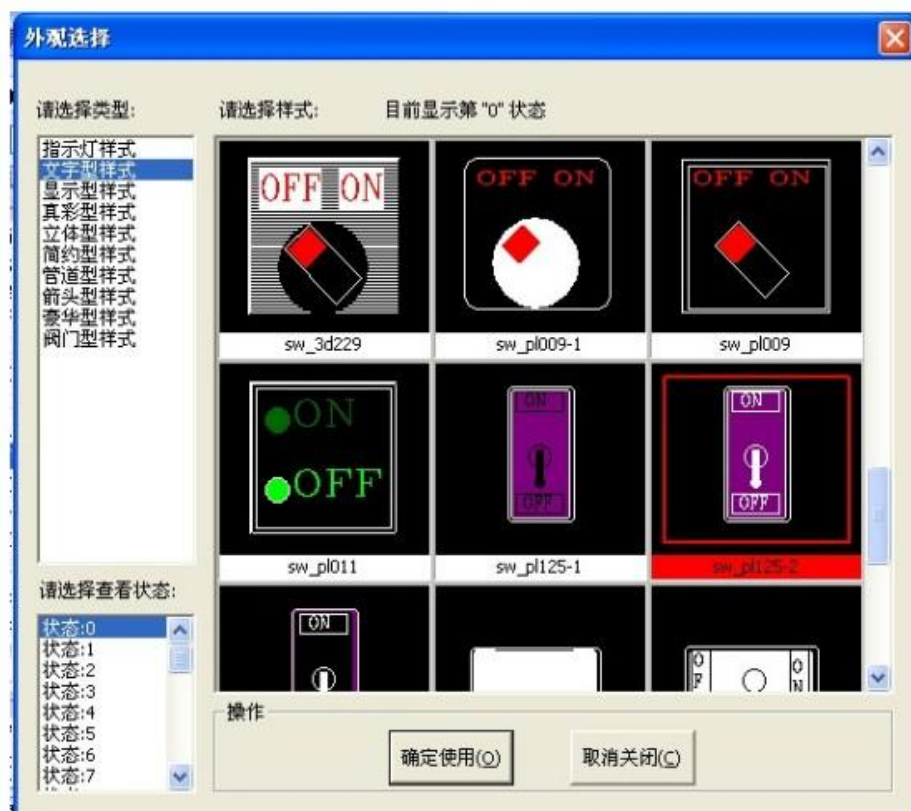 外观选择
请选择类型:
请选择样式: 目前显示第 "0" 状态
指示灯样式
文字型样式
显示型样式
真彩型样式
立体型样式
简约型样式
管道型样式
箭头型样式
豪华型样式
阀门型样式
OFF ON
OFF ON
OFF ON
sw_3d229
sw_pl009-1
sw_pl009
ON
OFF
ON
OFF
ON
OFF
sw_pl011
sw_pl125-1
sw_pl125-2
ON
O
F
O
N
请选择查看状态:
状态:0
状态:1
状态:2
状态:3
状态:4
状态:5
状态:6
状态:7
操作
确定使用(O)
取消关闭(C)